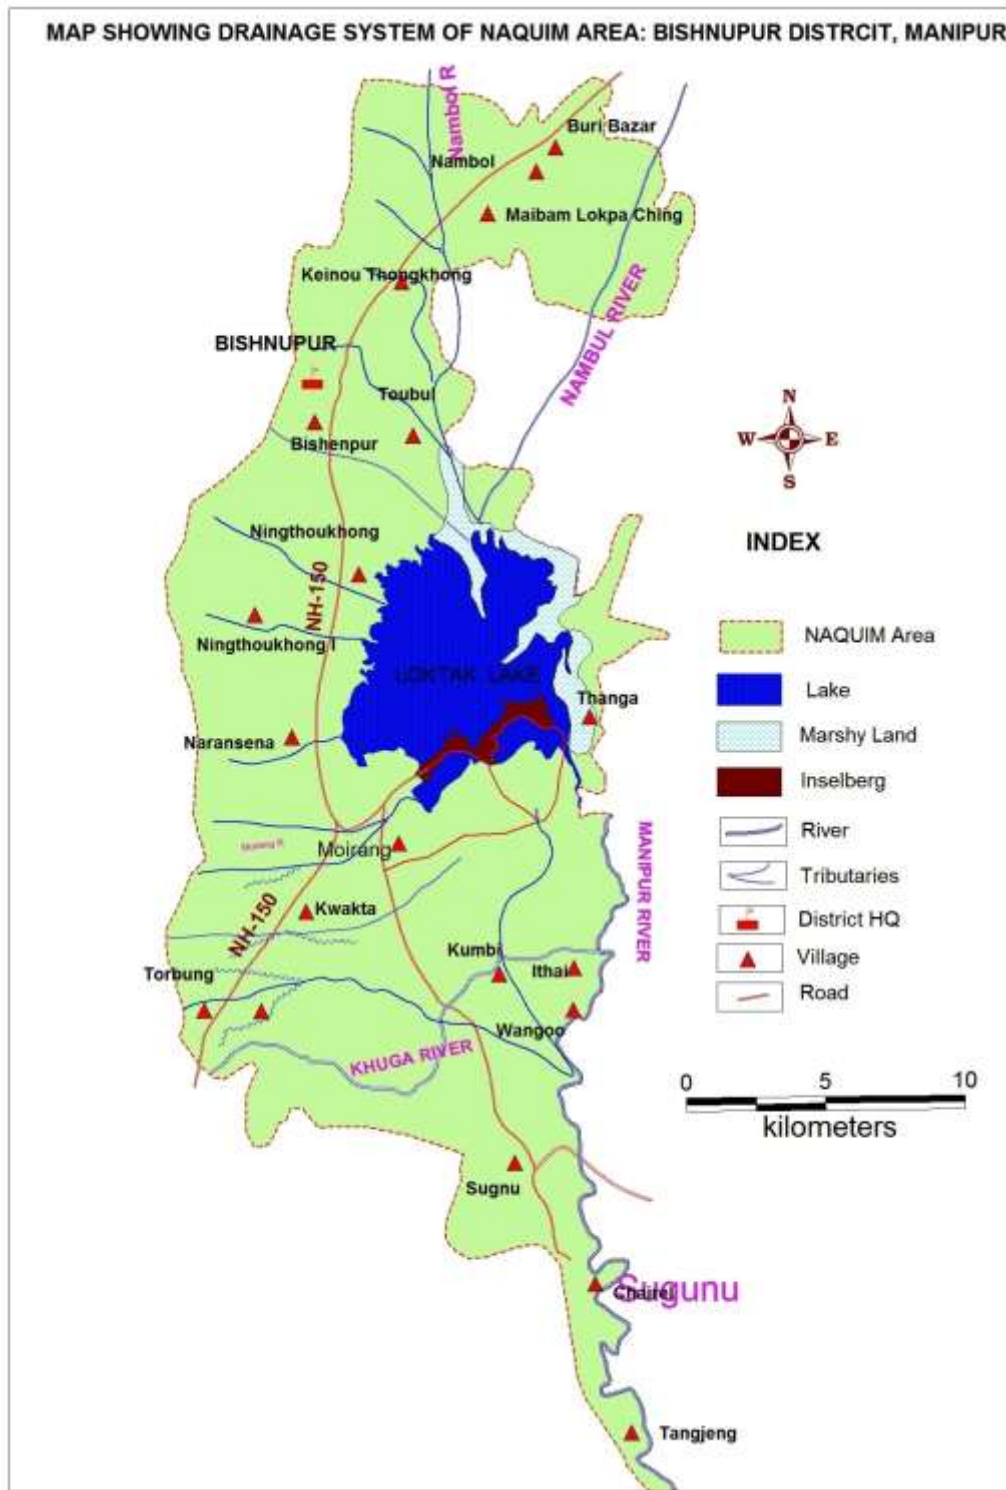 MAP SHOWING DRAINAGE SYSTEM OF NAQUIM AREA: BISHNUPUR DISTRCIT, MANIPUR
Nambol R
Buri Bazar
Nambol
Maibam Lokpa Ching
Keinou Thongkhong
NAMBUL RIVER
BISHNUPUR
Toubul
Bishenpur
N
W E
S
INDEX
Ningthoukhong
NH-150
Ningthoukhong I
NAQUIM Area
LOKTAK LAKE
Lake
Thanga
Naransena
Marshy Land
Inselberg
River
MANIPUR RIVER
Moirang R
Moirang
Tributaries
Kwakta
NH-150
District HQ
Kumbi
Ithai
Village
Torbung
Road
Wangoo
KHUGA RIVER
0 5 10
kilometers
Sugnu
Sugunu
Chairel
Tangjeng